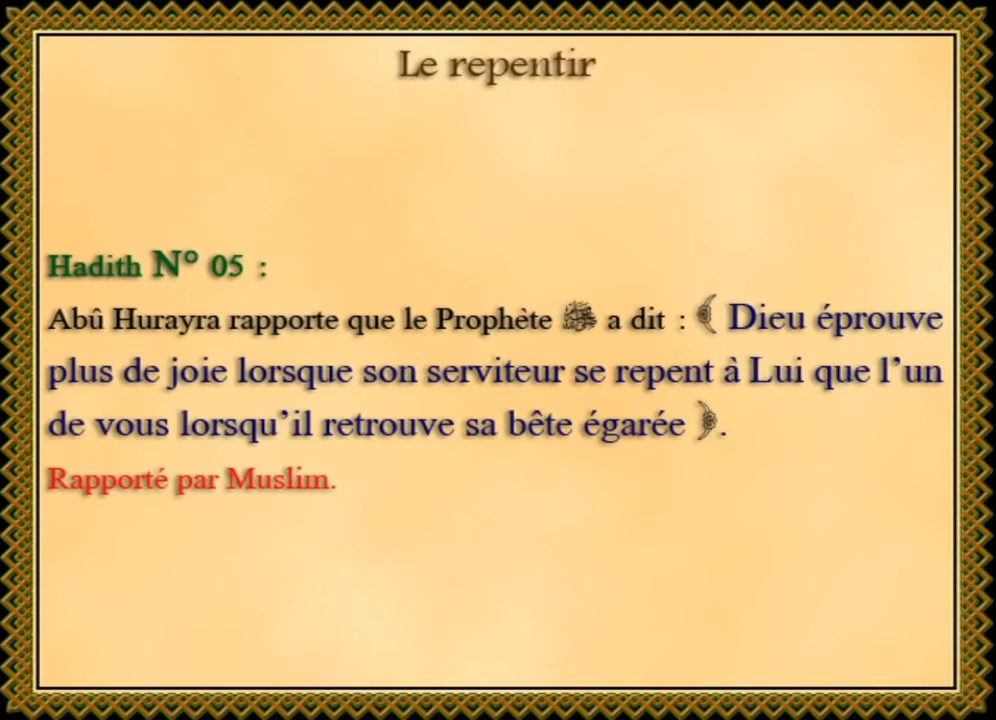 Le repentir
Hadith N° 05 :
Abû Hurayra rapporte que le Prophète ﷺ a dit : ﴾ Dieu éprouve
plus de joie lorsque son serviteur se repent à Lui que l’un
de vous lorsqu’il retrouve sa bête égarée ﴿.
Rapporté par Muslim.